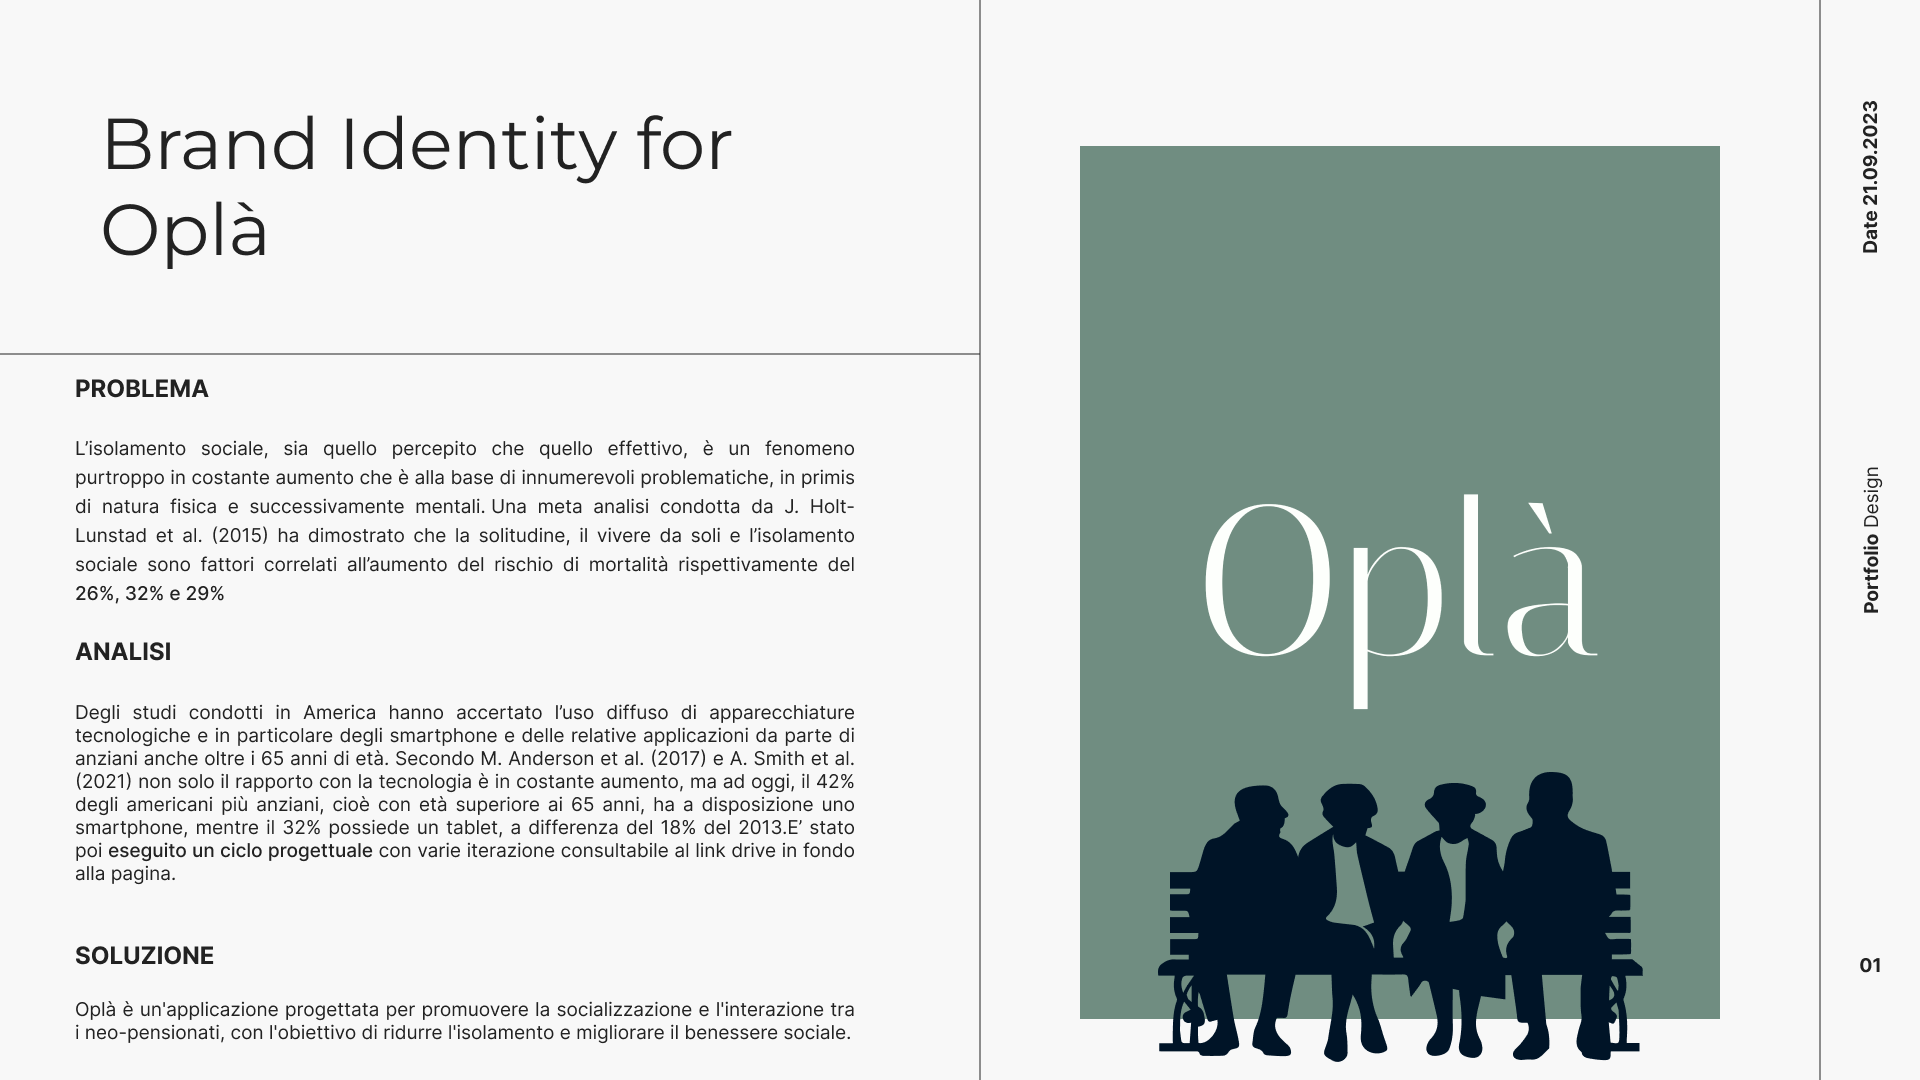 Brand Identity for
Oplà
PROBLEMA
L’isolamento sociale, sia quello percepito che quello effettivo, è un fenomeno
purtroppo in costante aumento che è alla base di innumerevoli problematiche, in primis
di natura fisica e successivamente mentali. Una meta analisi condotta da J. Holt-
Lunstad et al. (2015) ha dimostrato che la solitudine, il vivere da soli e l’isolamento
sociale sono fattori correlati all’aumento del rischio di mortalità rispettivamente del
26%, 32% e 29%
ANALISI
Degli studi condotti in America hanno accertato l’uso diffuso di apparecchiature
tecnologiche e in particolare degli smartphone e delle relative applicazioni da parte di
anziani anche oltre i 65 anni di età. Secondo M. Anderson et al. (2017) e A. Smith et al.
(2021) non solo il rapporto con la tecnologia è in costante aumento, ma ad oggi, il 42%
degli americani più anziani, cioè con età superiore ai 65 anni, ha a disposizione uno
smartphone, mentre il 32% possiede un tablet, a differenza del 18% del 2013.E’ stato
poi eseguito un ciclo progettuale con varie iterazione consultabile al link drive in fondo
alla pagina.
SOLUZIONE
Oplà è un'applicazione progettata per promuovere la socializzazione e l'interazione tra
i neo-pensionati, con l'obiettivo di ridurre l'isolamento e migliorare il benessere sociale.
Oplà
Date 21.09.2023
Portfolio Design
01